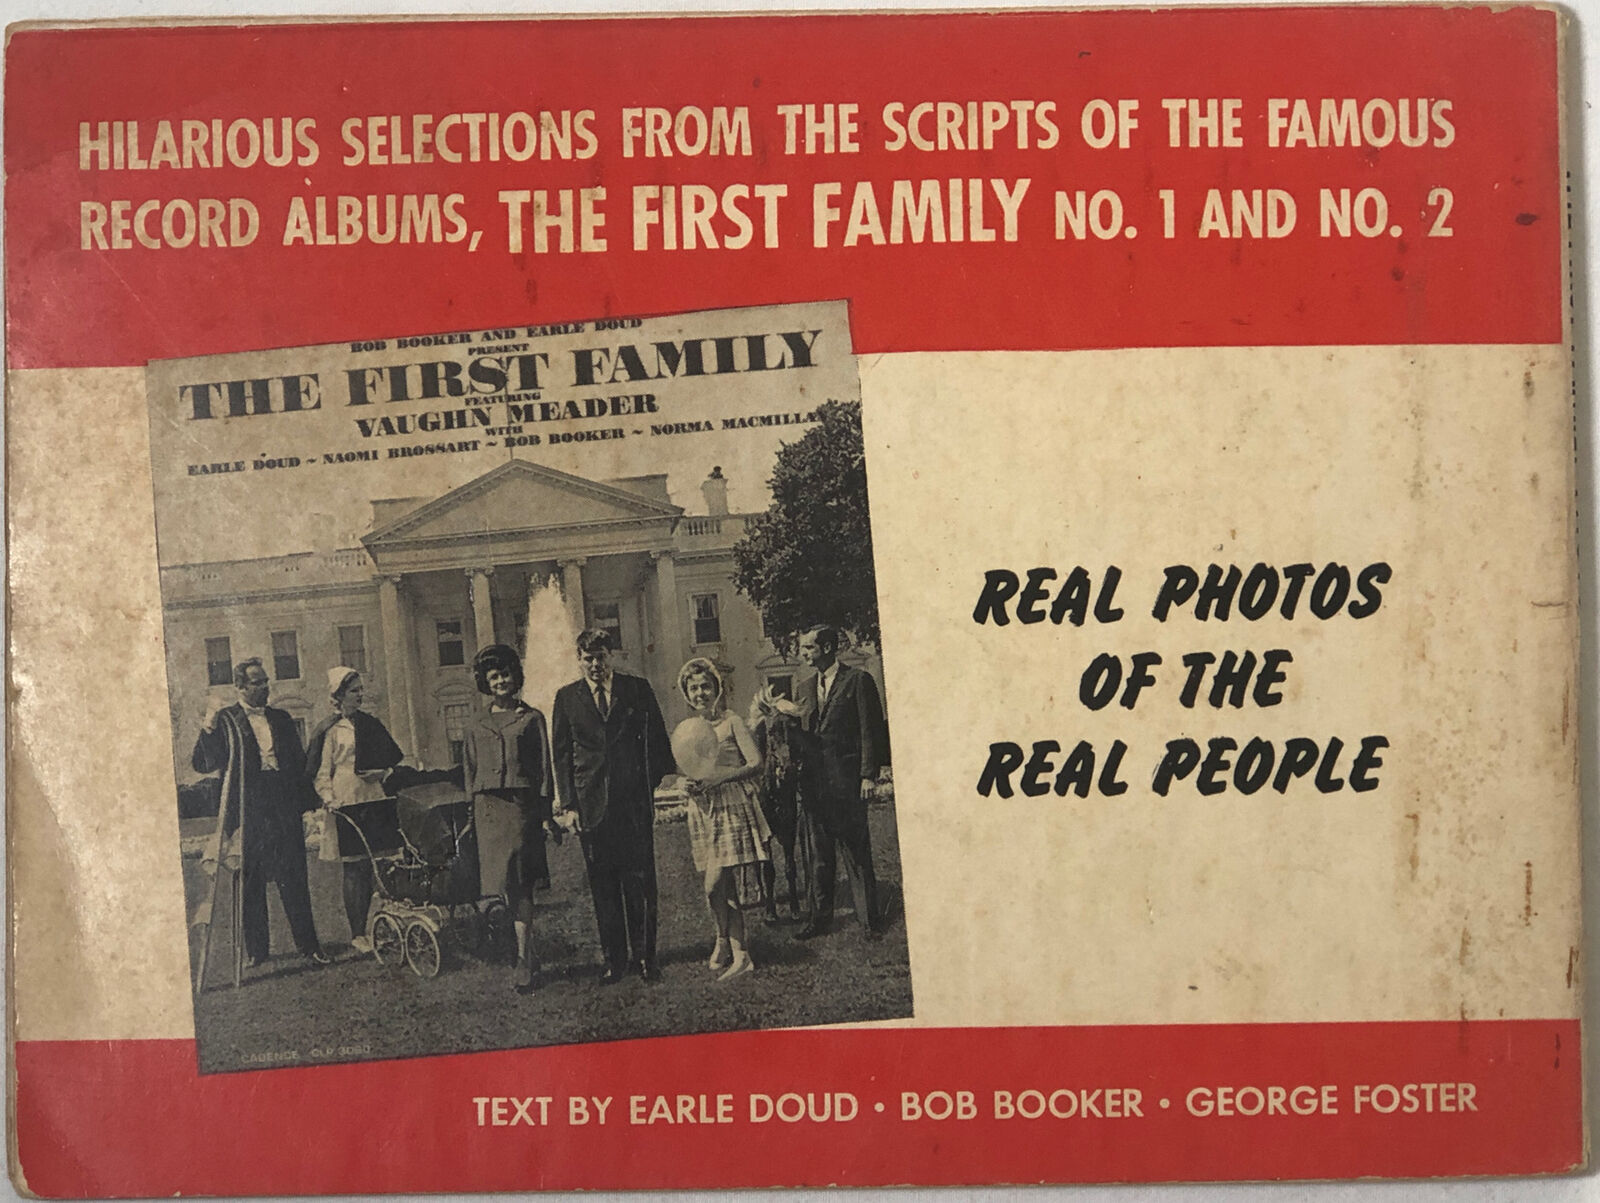 HILARIOUS SELECTIONS FROM THE SCRIPTS OF THE FAMOUS
RECORD ALBUMS, THE FIRST FAMILY NO. 1 AND NO. 2
BOB BOOKER AND EARLE DOUD
PRESENT
THE FIRST FAMILY
FEATURING
VAUGHN MEADER
WITH
EARLE DOUD ~ NAOMI BROSSART ~ BOB BOOKER ~ NORMA MACMILLAN
CADENCE CLP 3060
REAL PHOTOS
OF THE
REAL PEOPLE
TEXT BY EARLE DOUD • BOB BOOKER • GEORGE FOSTER